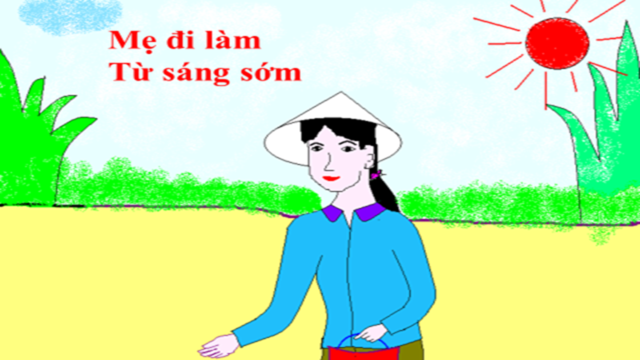 Mẹ đi làm
Từ sáng sớm